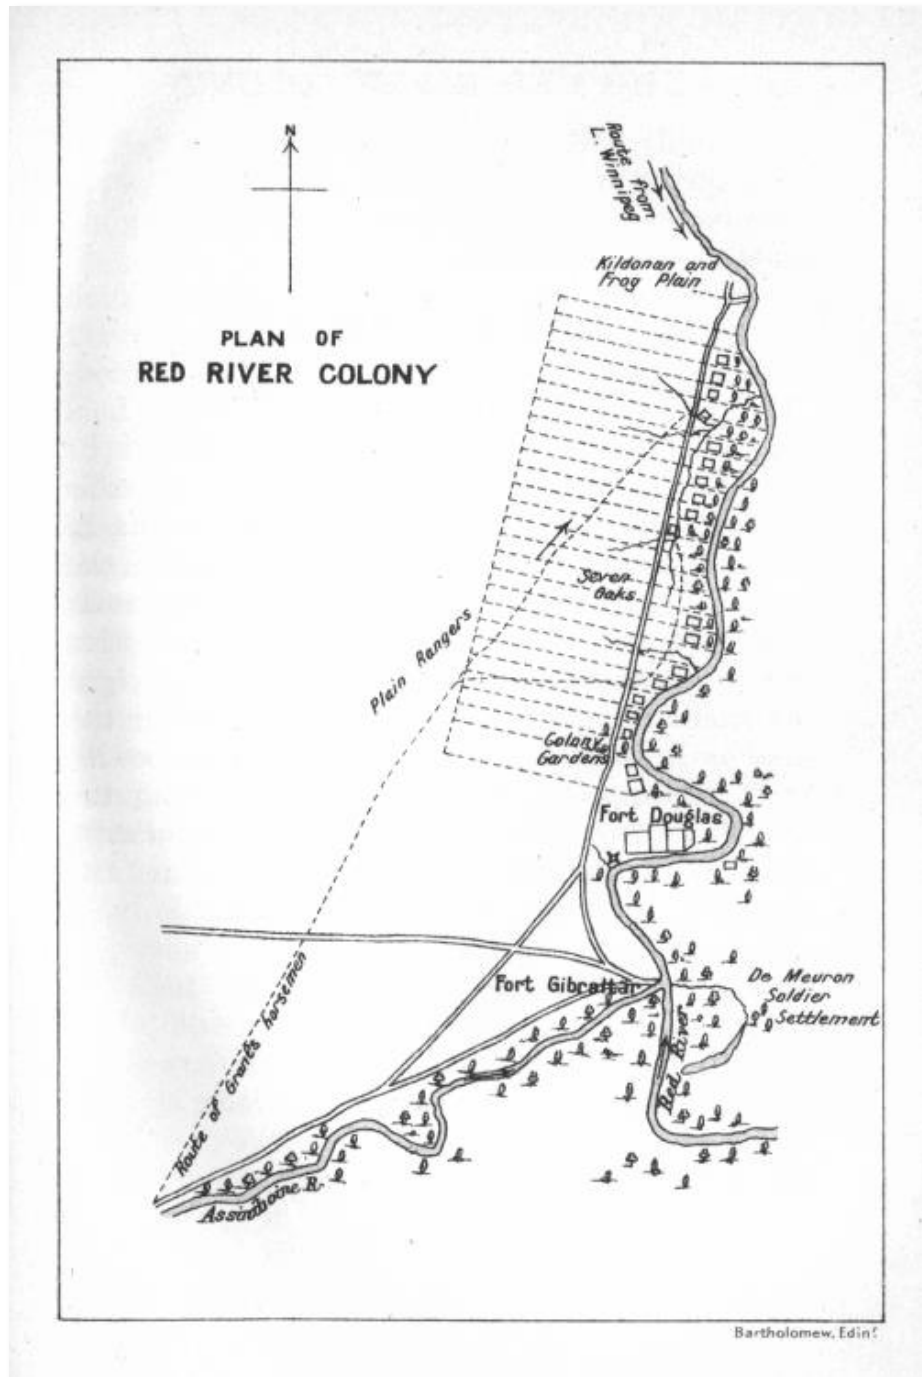 N
Route from
L. Winnipeg
Kildonan and
Frog Plain
PLAN OF
RED RIVER COLONY
Seven
Oaks
Plain Rangers
Colony
Gardens
Fort Douglas
Route of Grant's horsemen
Fort Gibraltar
De Meuron
Soldier
Settlement
Red River
Assiniboine R.
Bartholomew, Edinr.